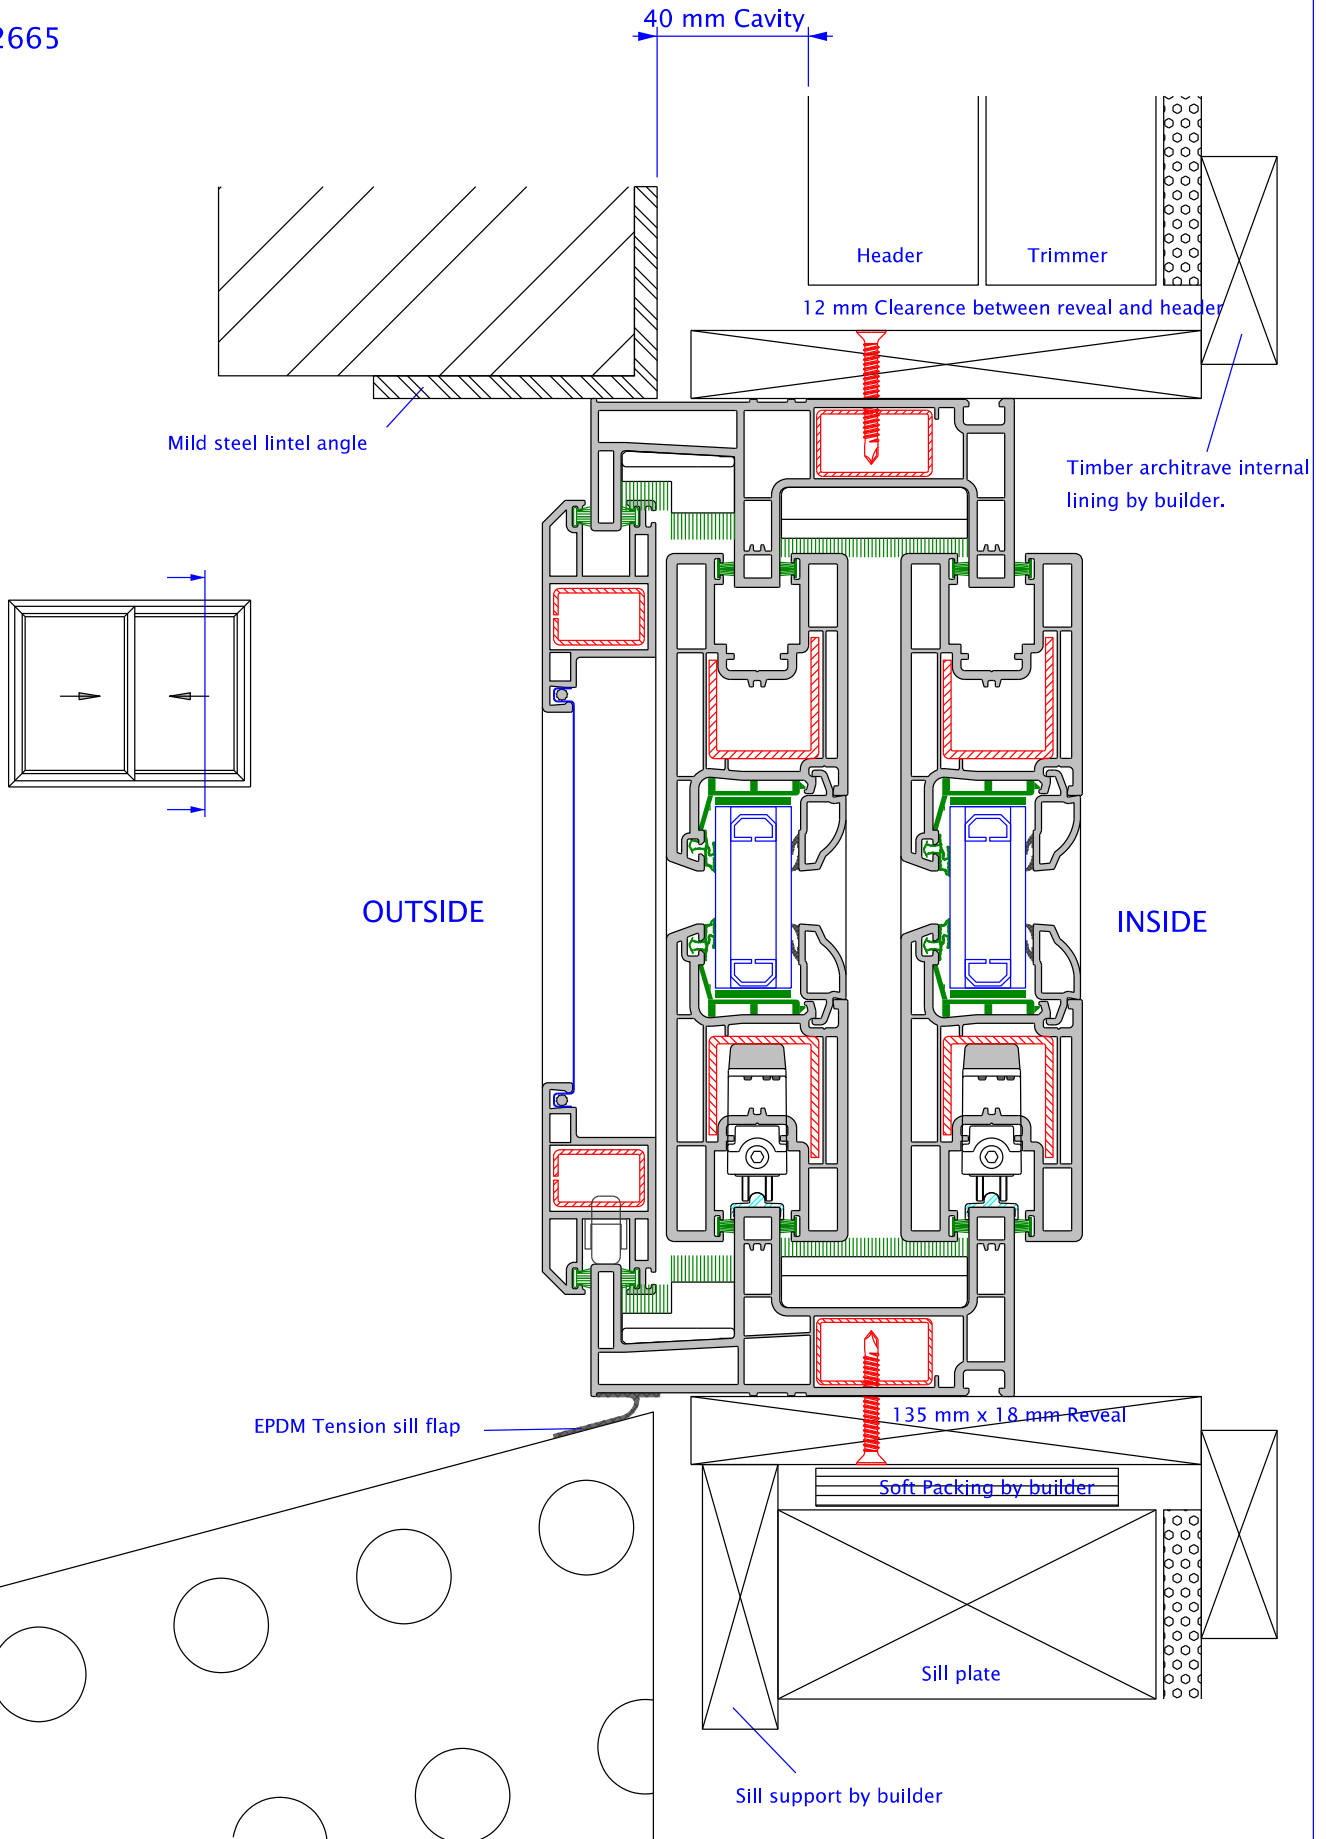 40 mm Cavity
2665
Header
Trimmer
12 mm Clearence between reveal and header
Mild steel lintel angle
Timber architrave internal
lining by builder.
OUTSIDE
INSIDE
135 mm x 18 mm Reveal
EPDM Tension sill flap
Soft Packing by builder
Sill plate
Sill support by builder